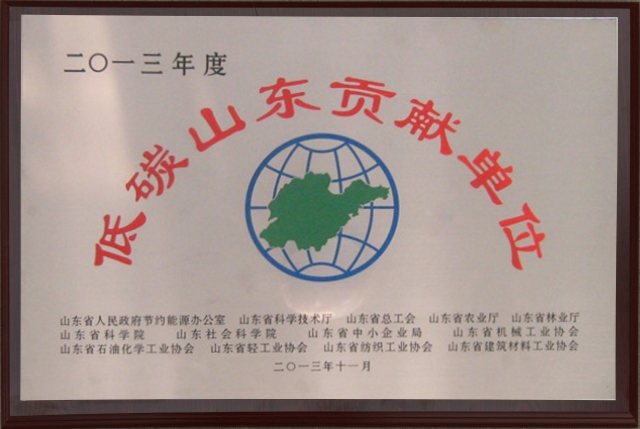 二〇一三年度
低碳山东贡献单位
山东省人民政府节约能源办公室 山东省科学技术厅 山东省总工会 山东省农业厅 山东省林业厅
山东省科学院 山东社会科学院 山东省中小企业局 山东省机械工业协会
山东省石油化学工业协会 山东省轻工业协会 山东省纺织工业协会 山东省建筑材料工业协会
二〇一三年十一月